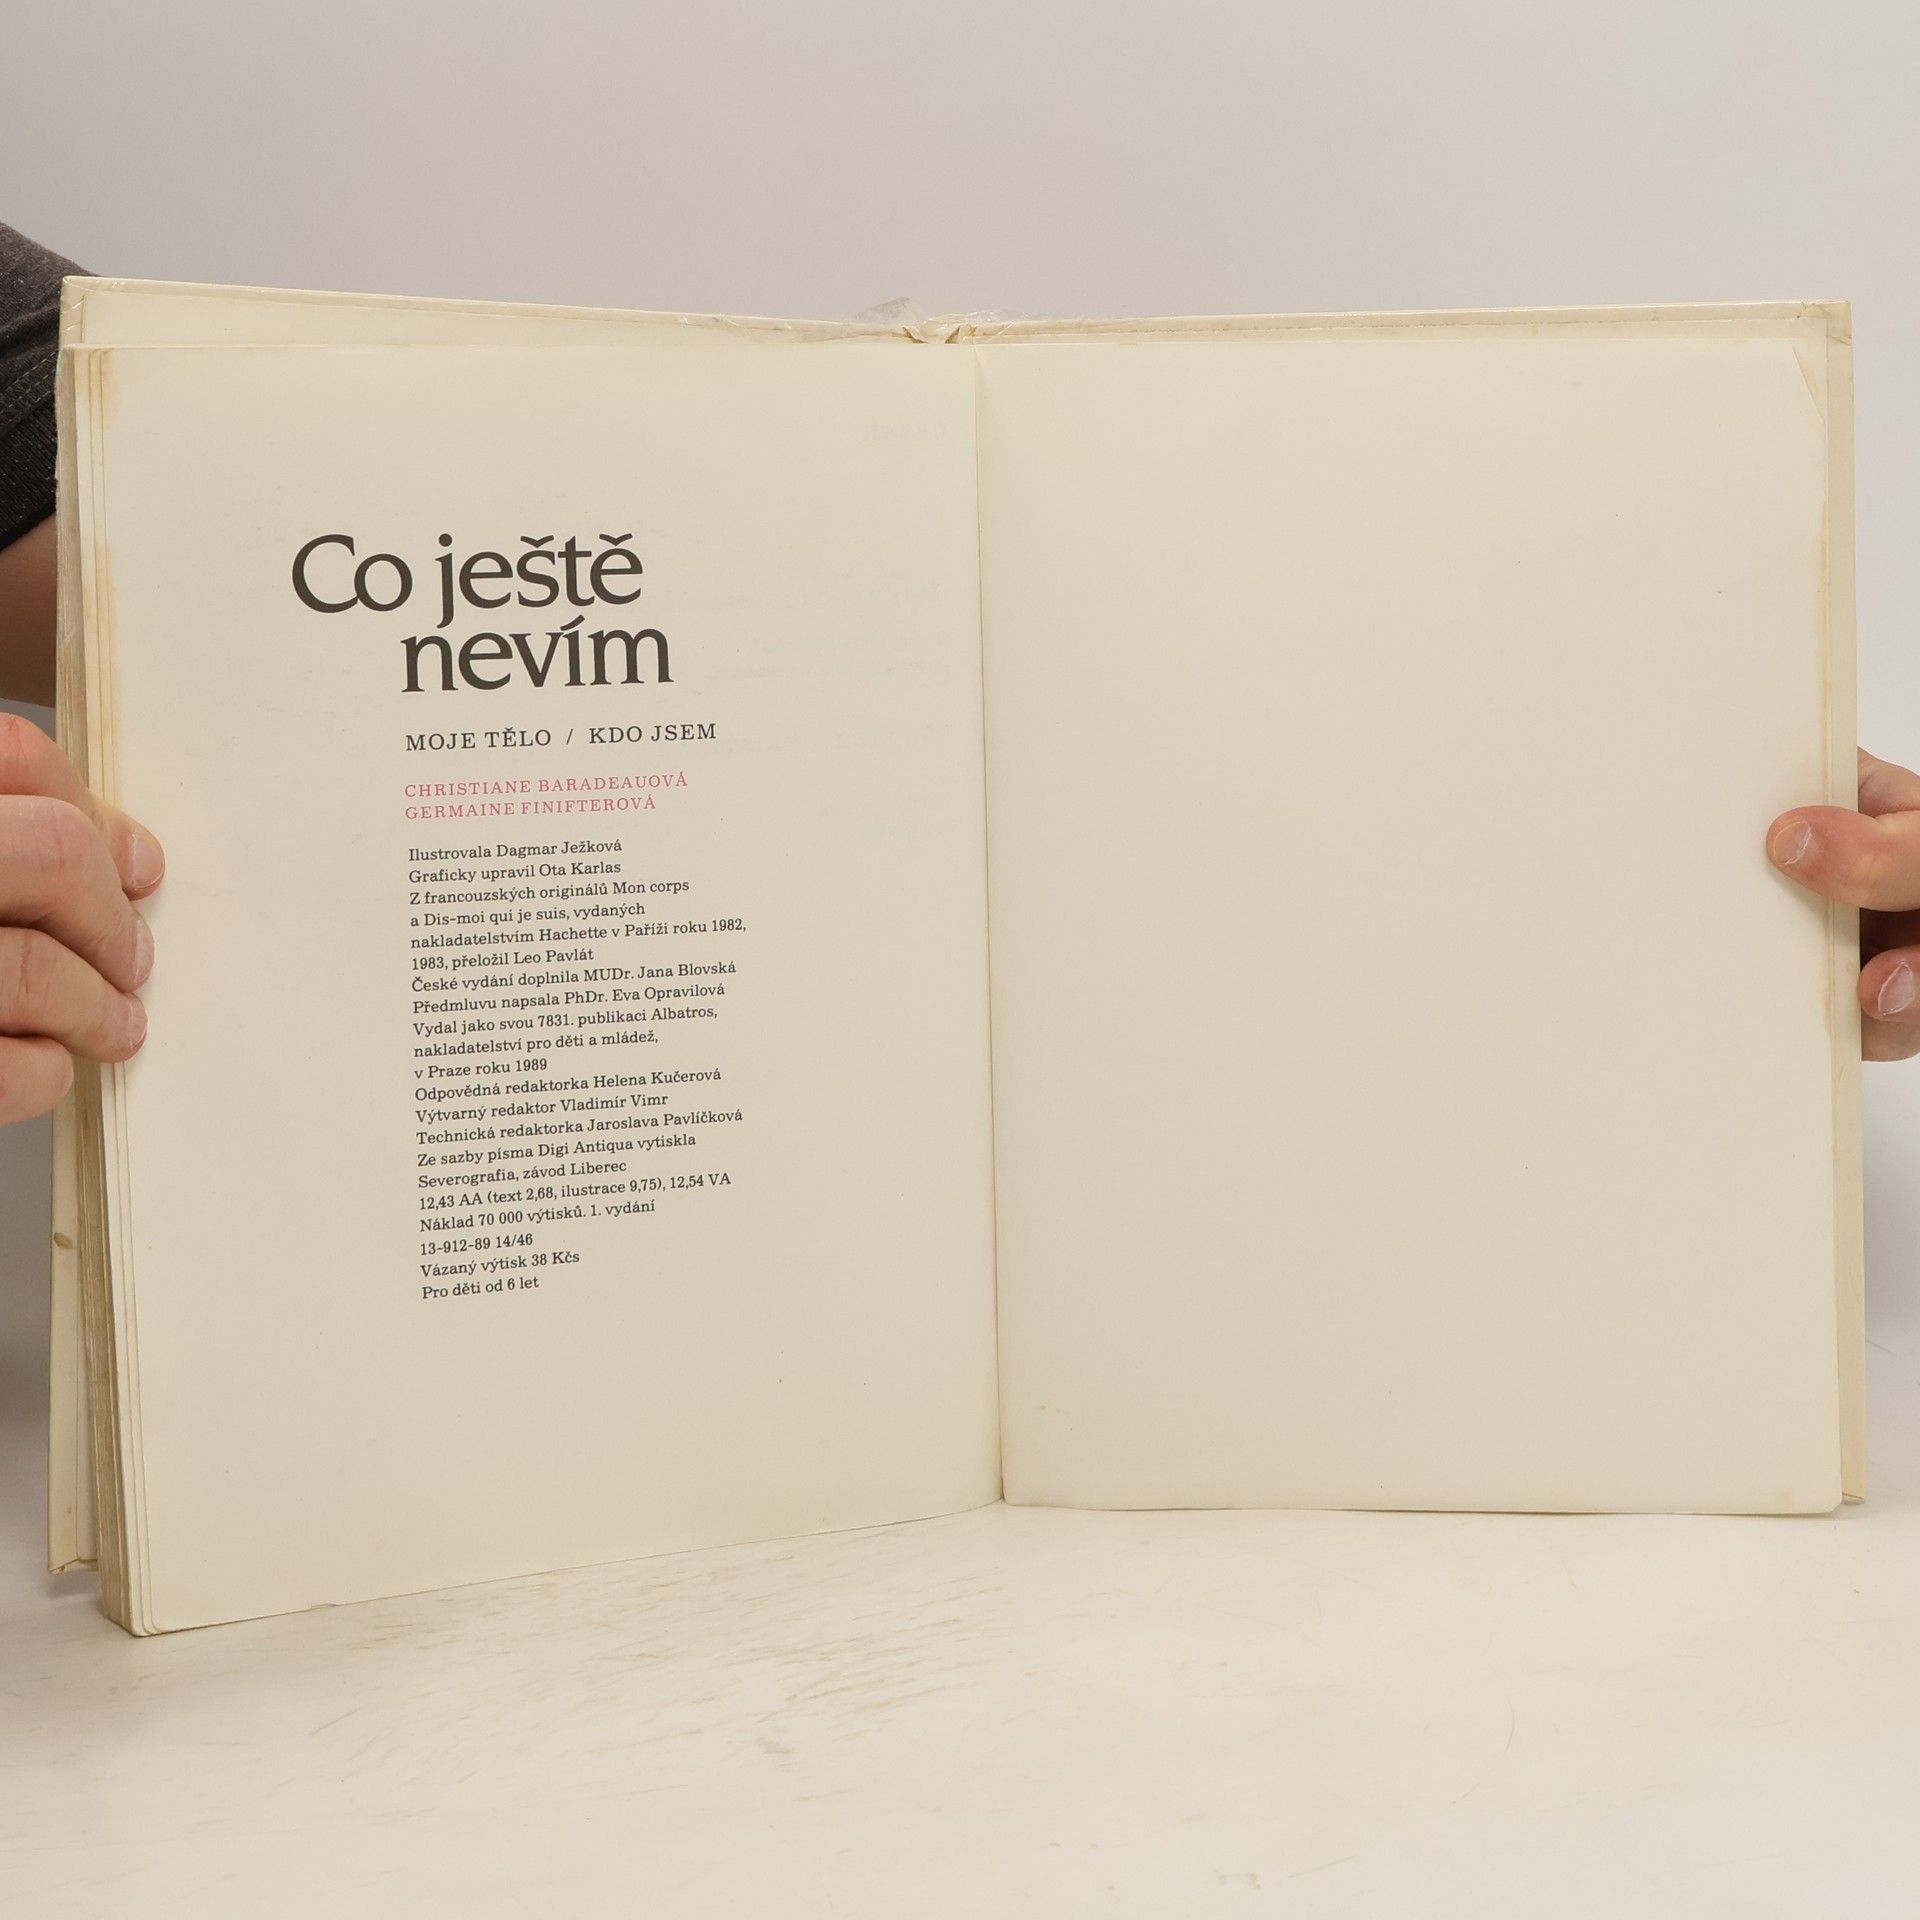 Co ještě
nevím
MOJE TĚLO / KDO JSEM
CHRISTIANE BARADEAUOVÁ
GERMAINE FINIFTEROVÁ
Ilustrovala Dagmar Ježková
Graficky upravil Ota Karlas
Z francouzských originálů Mon corps
a Dis-moi qui je suis, vydaných
nakladatelstvím Hachette v Paříži roku 1982,
1983, přeložil Leo Pavlát
České vydání doplnila MUDr. Jana Blovská
Předmluvu napsala PhDr. Eva Opravilová
Vydal jako svou 7831. publikaci Albatros,
nakladatelství pro děti a mládež,
v Praze roku 1989
Odpovědná redaktorka Helena Kučerová
Výtvarný redaktor Vladimír Vimr
Technická redaktorka Jaroslava Pavlíčková
Ze sazby písma Digi Antiqua vytiskla
Severografia, závod Liberec
12,43 AA (text 2,68, ilustrace 9,75), 12,54 VA
Náklad 70 000 výtisků. 1. vydání
13-912-89 14/46
Vázaný výtisk 38 Kčs
Pro děti od 6 let